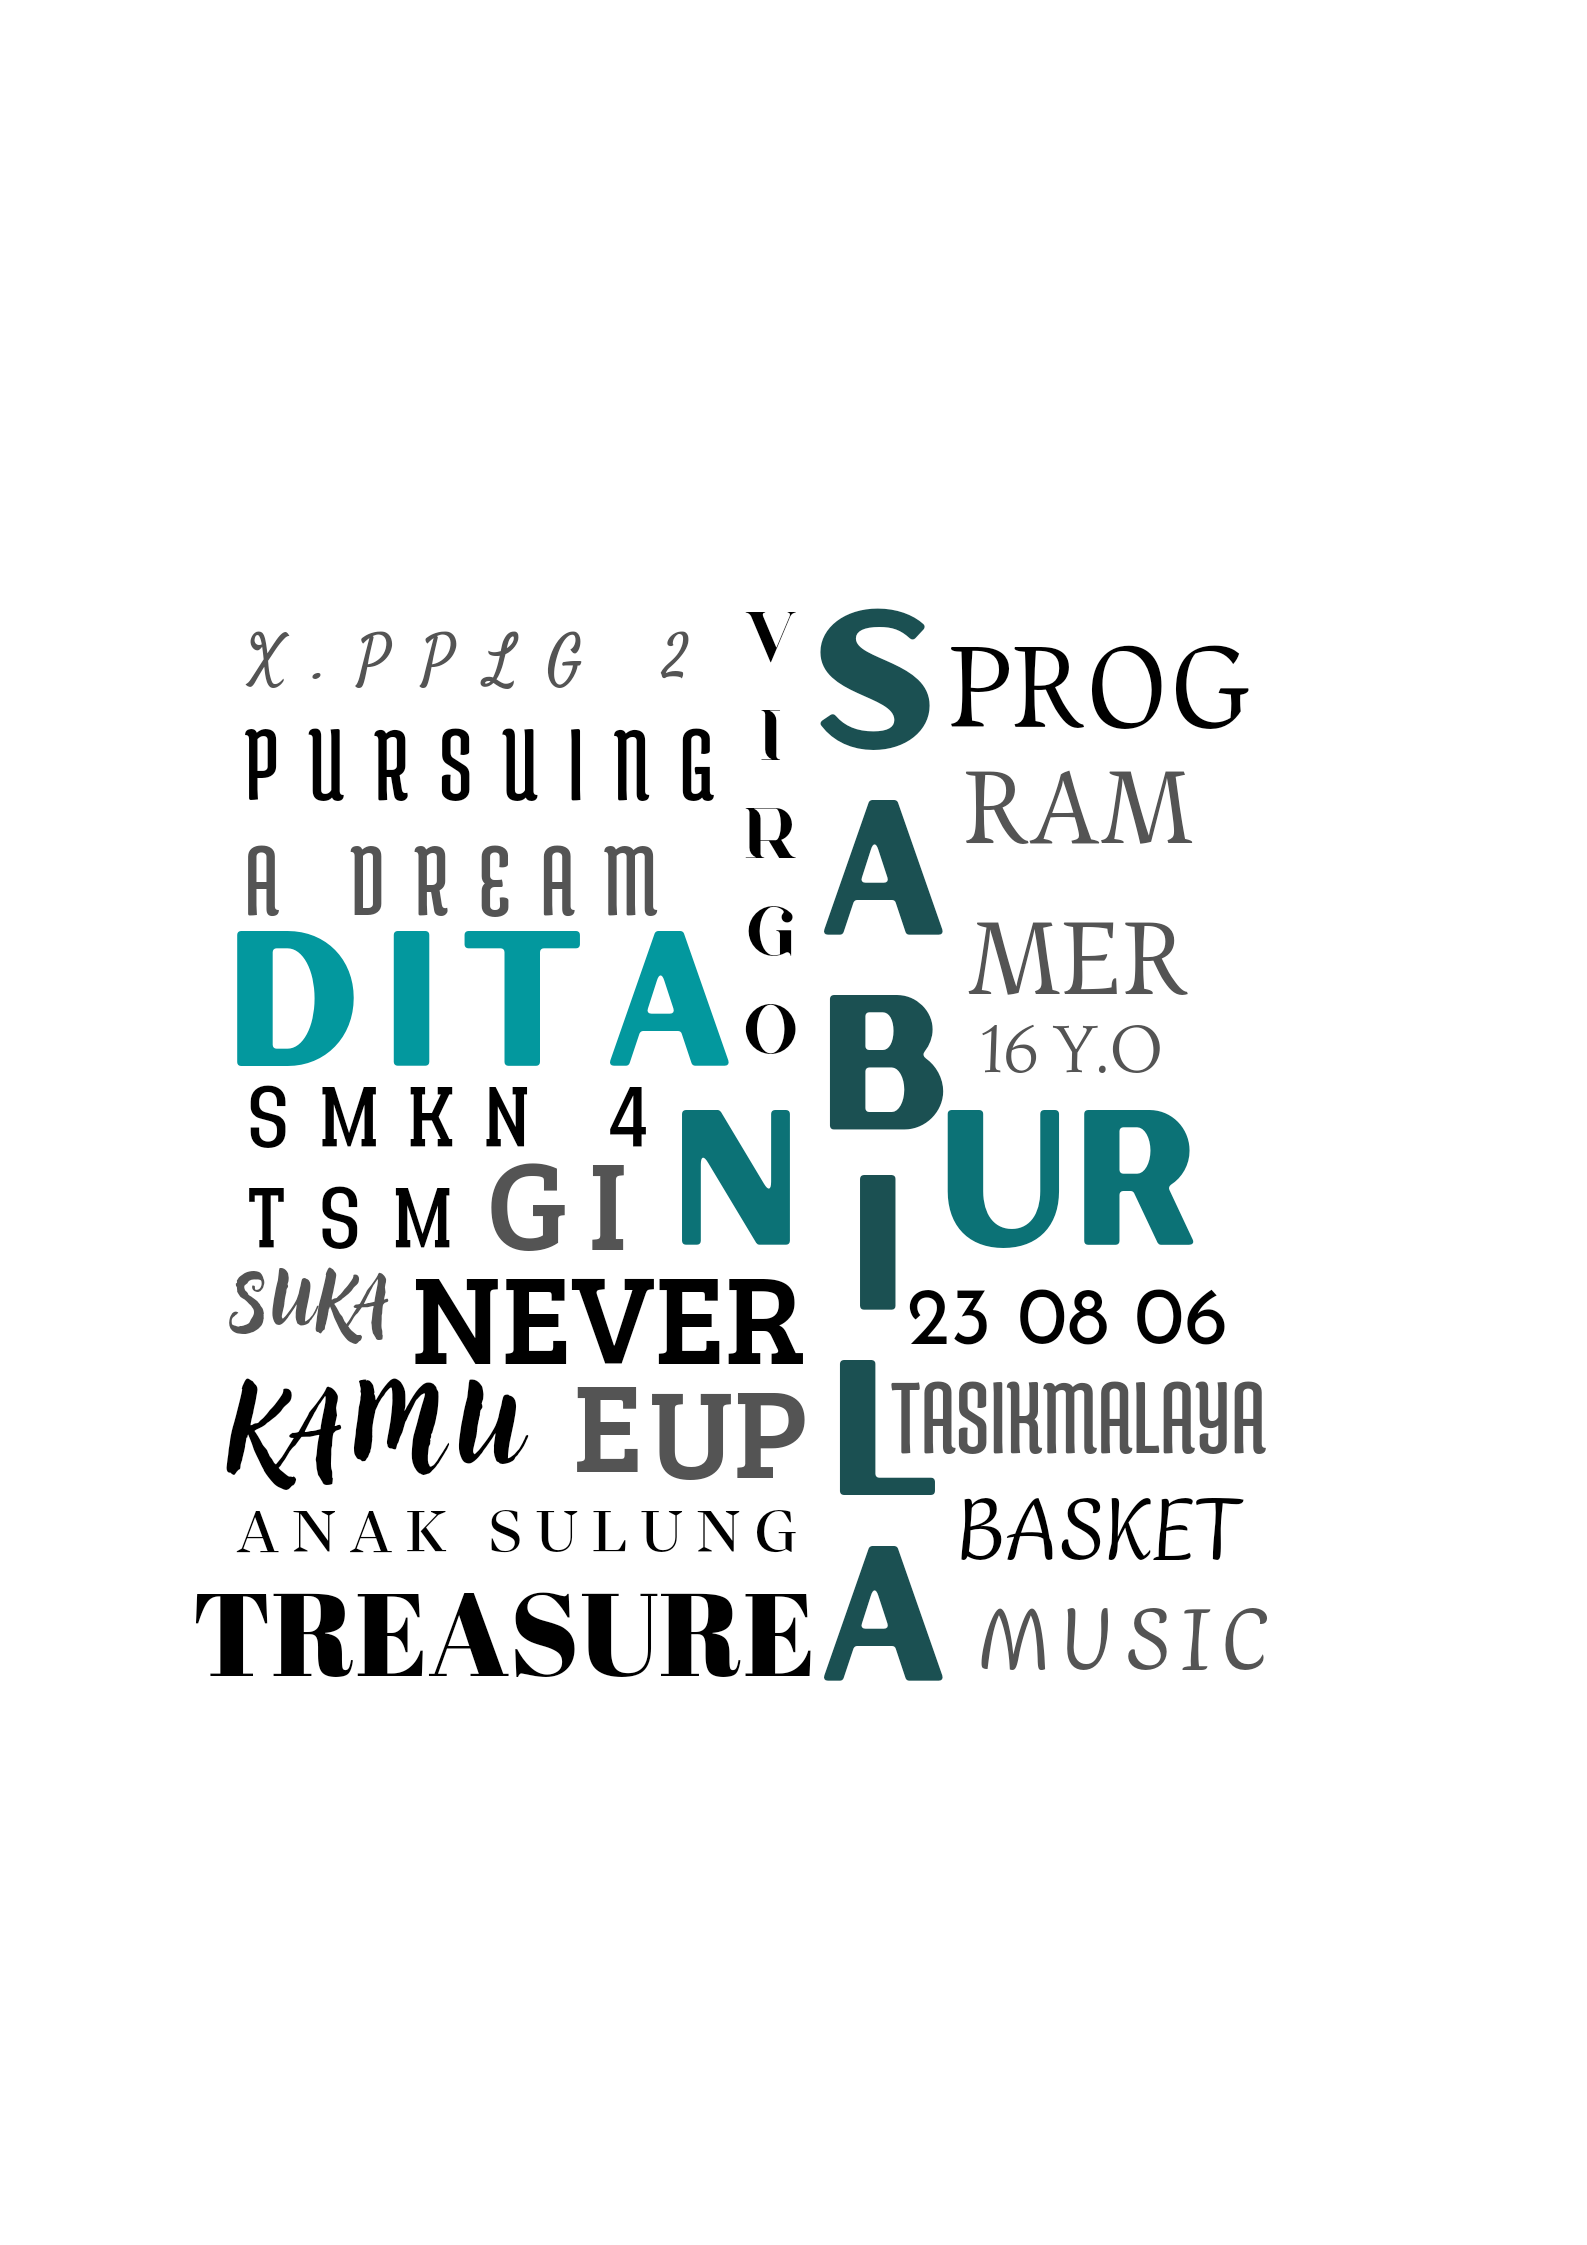 X.PPLG 2
PURSUING
A DREAM
DITA
VIRGO
SMKN 4
TSM
GI
NEVER
SUKA
KAMU
EUP
ANAK SULUNG
TREASURE
SABILA
PROG
RAM
MER
16 Y.O
N UR
23 08 06
TASIKMALAYA
BASKET
MUSIC